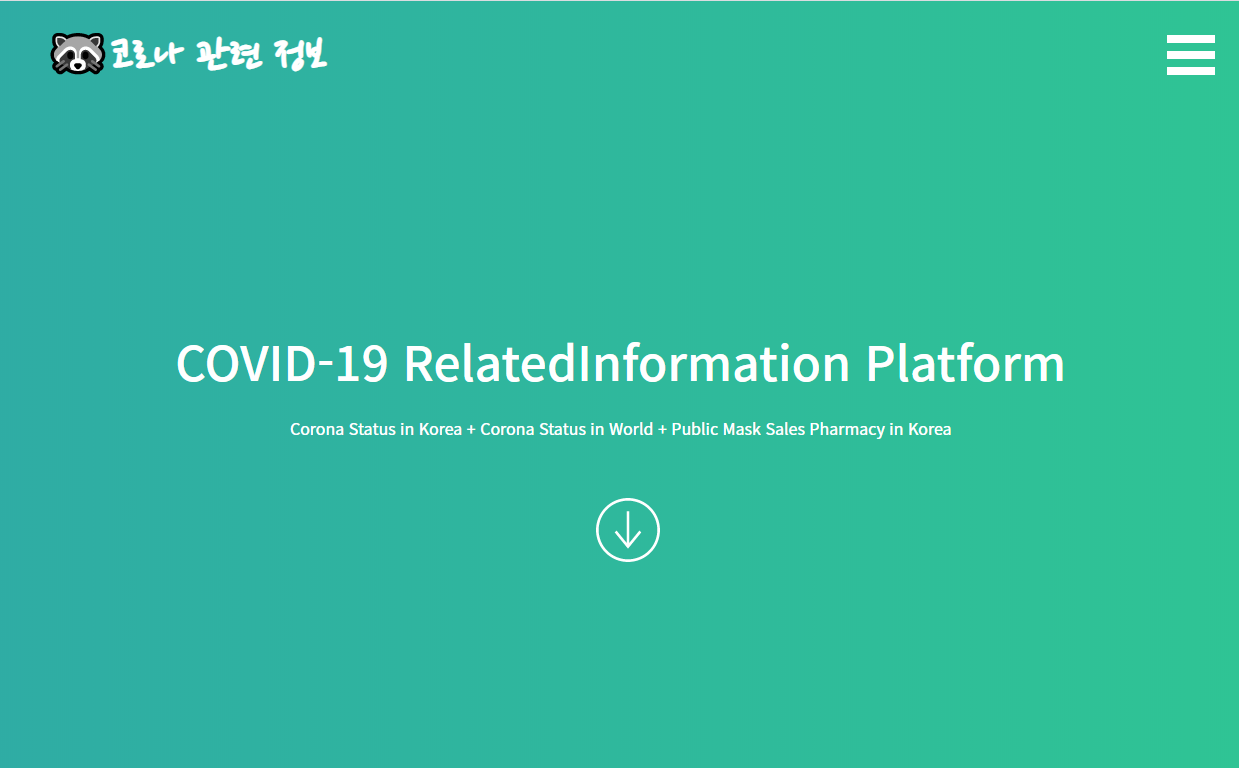 코로나 관련 정보
COVID-19 RelatedInformation Platform
Corona Status in Korea + Corona Status in World + Public Mask Sales Pharmacy in Korea